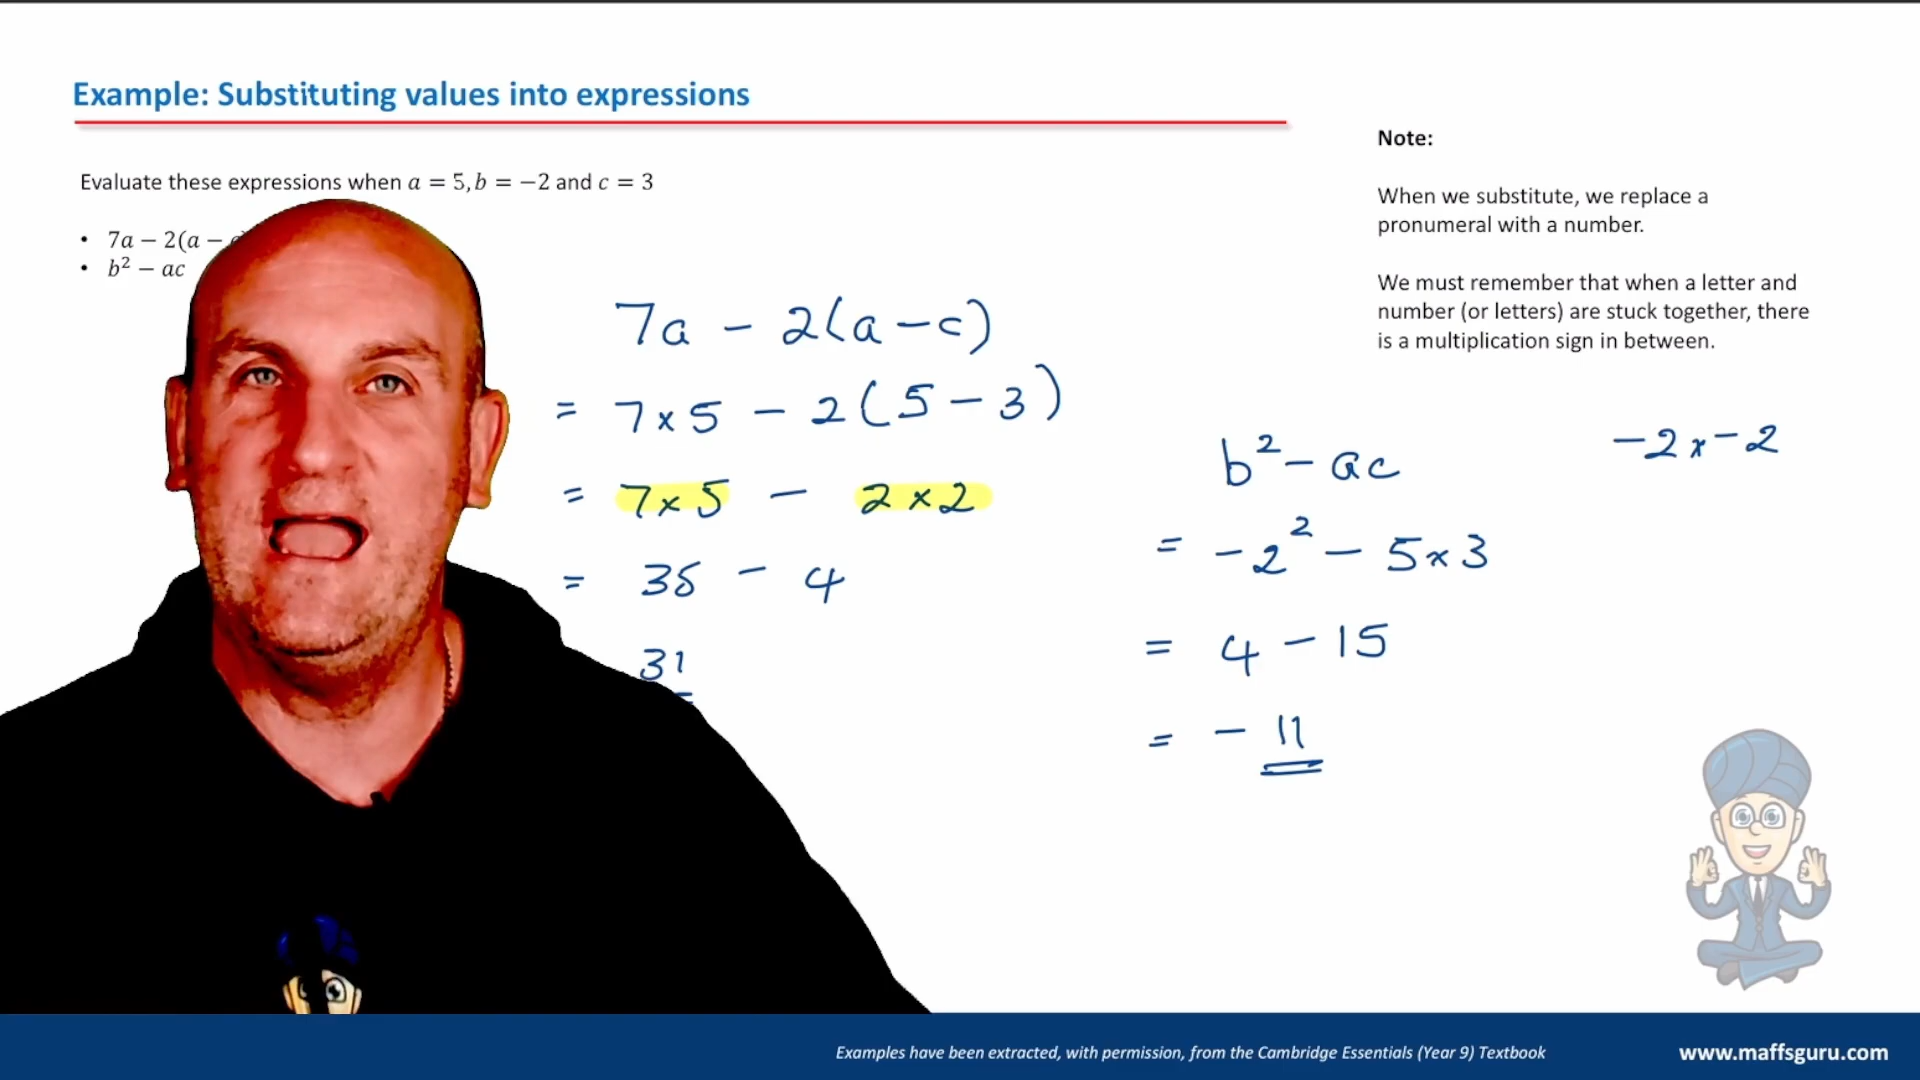 Example: Substituting values into expressions
Evaluate these expressions when a = 5, b = −2 and c = 3
• 7a − 2(a −
• b² − ac
7a − 2(a − c)
= 7 × 5 − 2(5 − 3)
= 7 × 5 − 2 × 2
= 35 − 4
31
b² − ac
= −2² − 5 × 3
= 4 − 15
= − 11
−2 × −2
Note:
When we substitute, we replace a
pronumeral with a number.
We must remember that when a letter and
number (or letters) are stuck together, there
is a multiplication sign in between.
Examples have been extracted, with permission, from the Cambridge Essentials (Year 9) Textbook
www.maffsguru.com